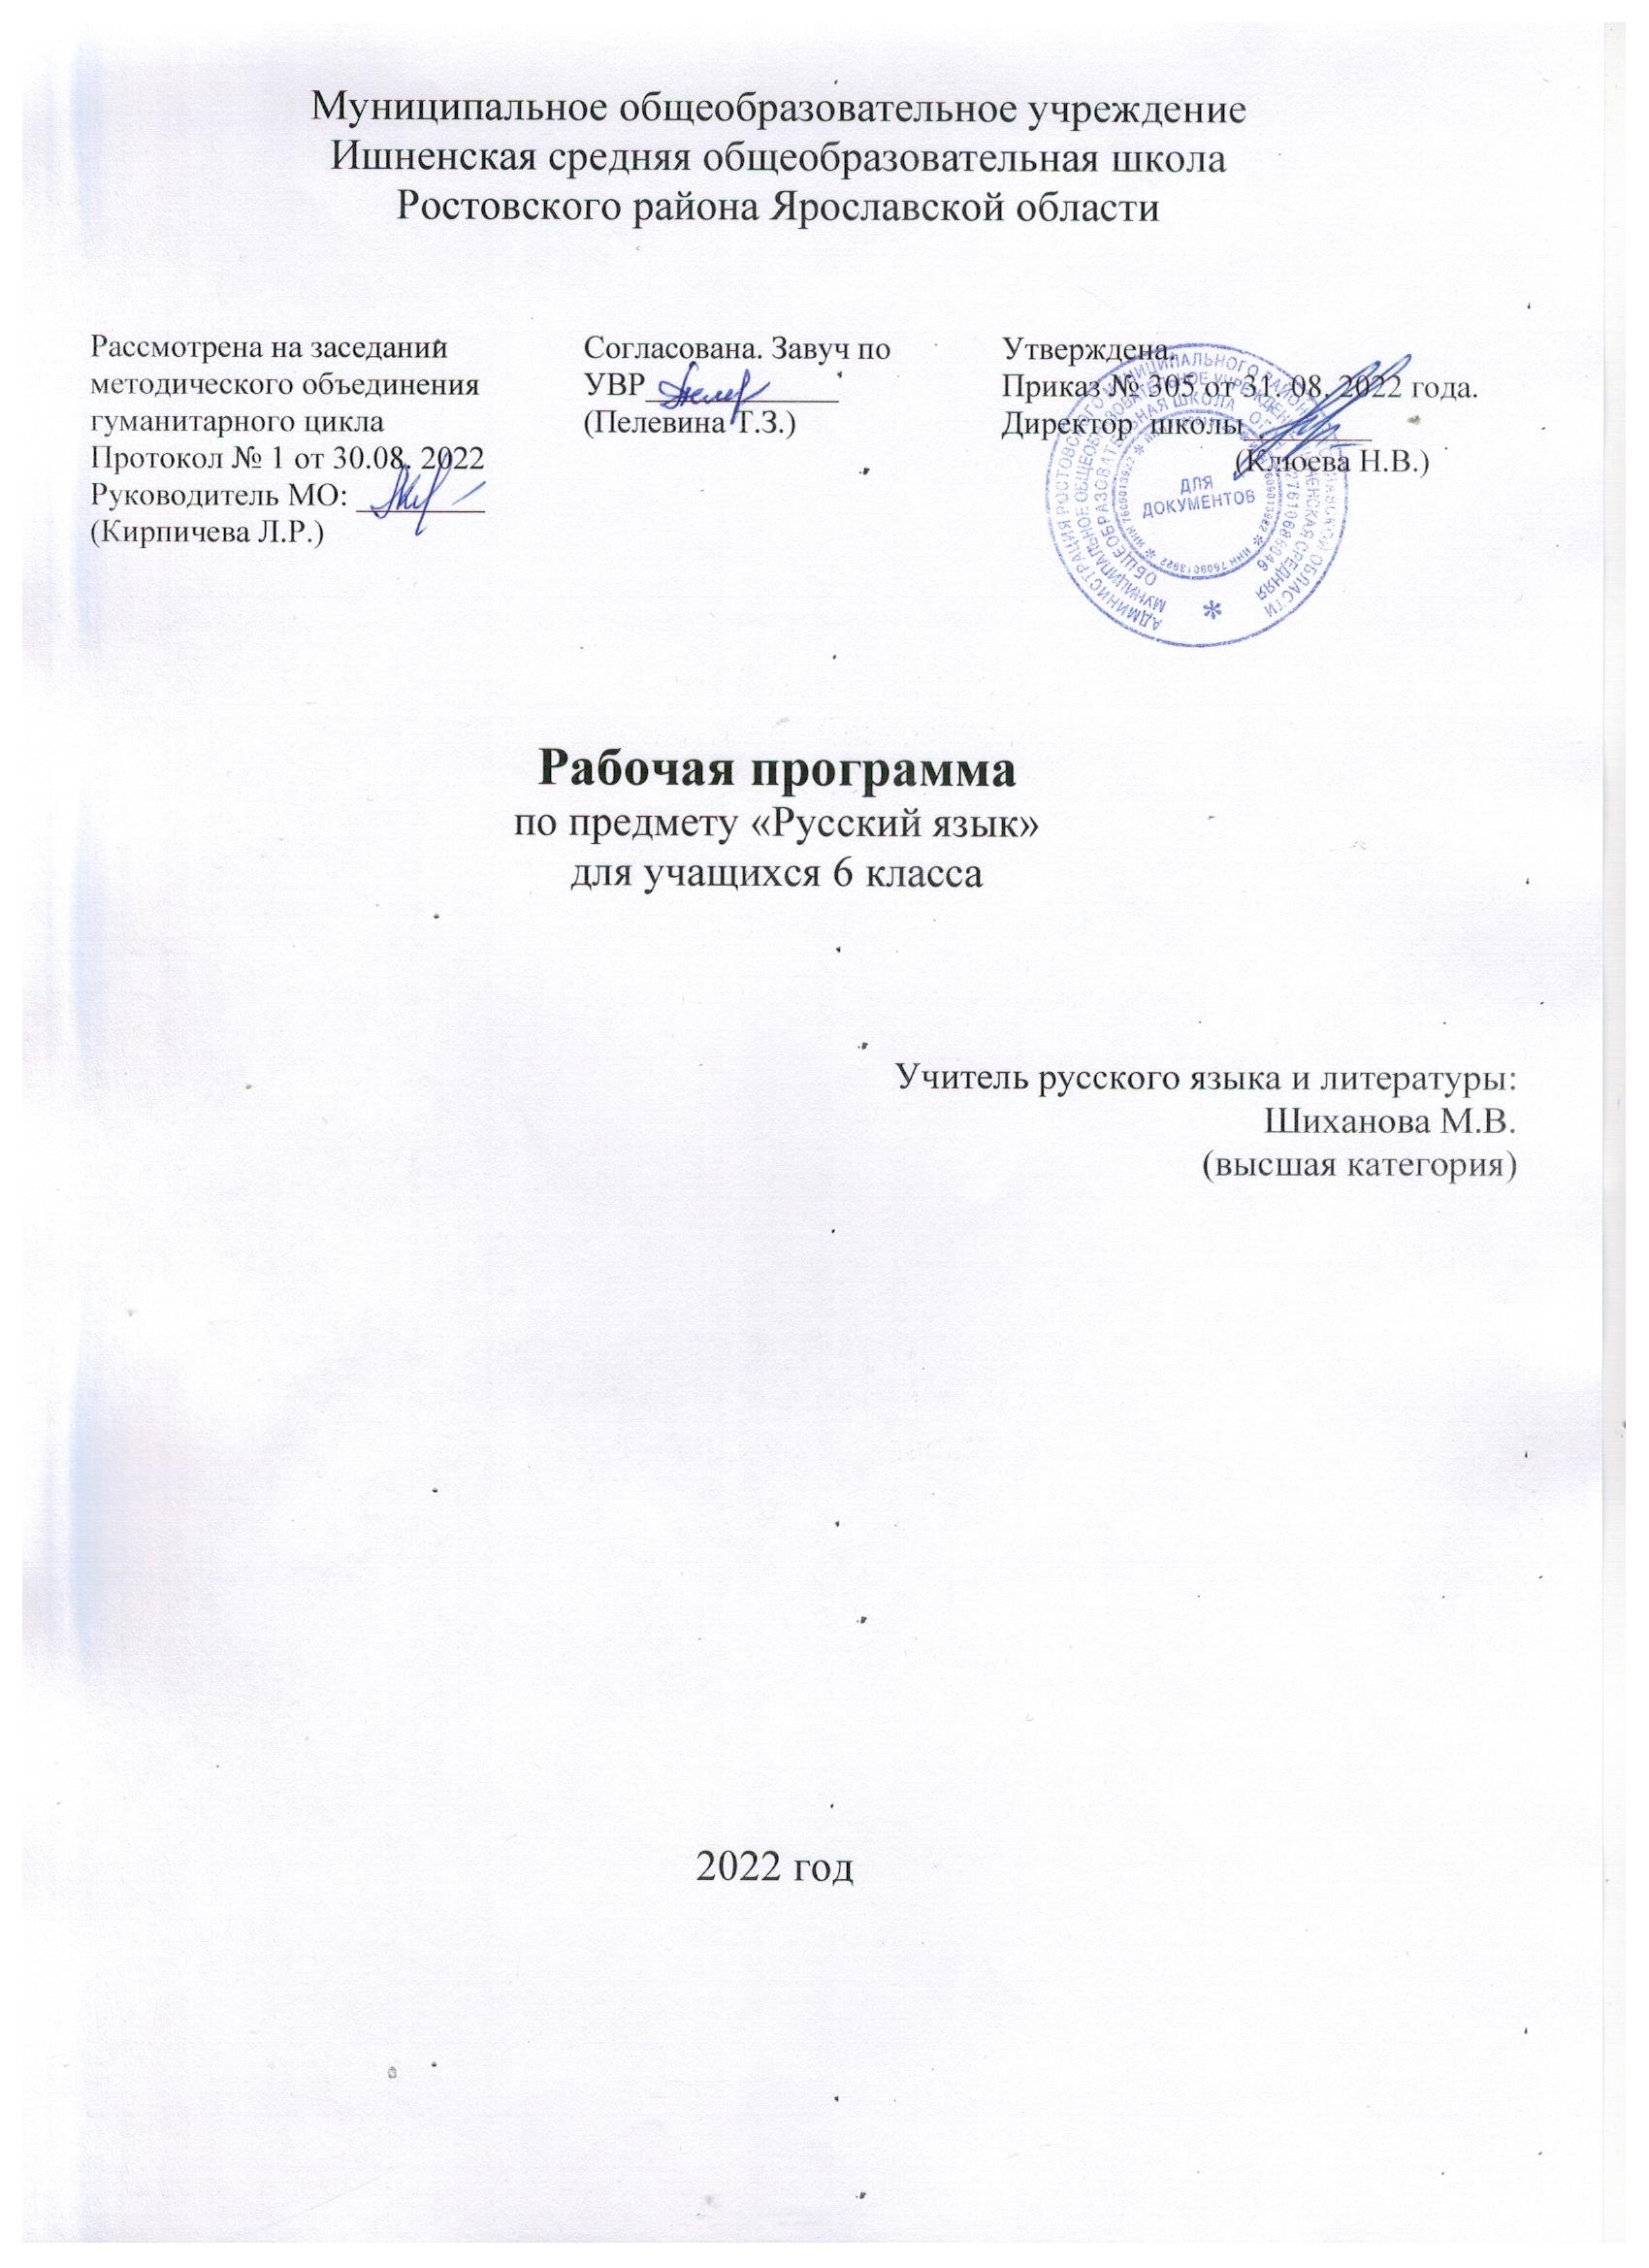 Муниципальное общеобразовательное учреждение
Ишненская средняя общеобразовательная школа
Ростовского района Ярославской области
Рассмотрена на заседании
методического объединения
гуманитарного цикла
Протокол № 1 от 30.08. 2022
Руководитель МО: ________
(Кирпичева Л.Р.)
Согласована. Завуч по
УВР____________
(Пелевина Т.З.)
Утверждена.
Приказ № 305 от 31. 08. 2022 года.
Директор школы ________
(Клюева Н.В.)
ДЛЯ
ДОКУМЕНТОВ
Рабочая программа
по предмету «Русский язык»
для учащихся 6 класса
Учитель русского языка и литературы:
Шиханова М.В.
(высшая категория)
2022 год